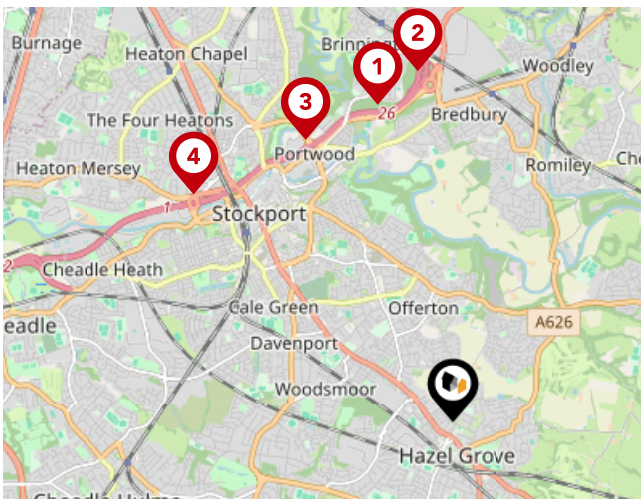 Burnage
Heaton Chapel
2
1
Woodley
The Four Heatons
3
26
Bredbury
Heaton Mersey
4
Portwood
Romiley
1
Stockport
2
Cheadle Heath
eadle
Cale Green
Offerton
A626
Davenport
Woodsmoor
Hazel Grove